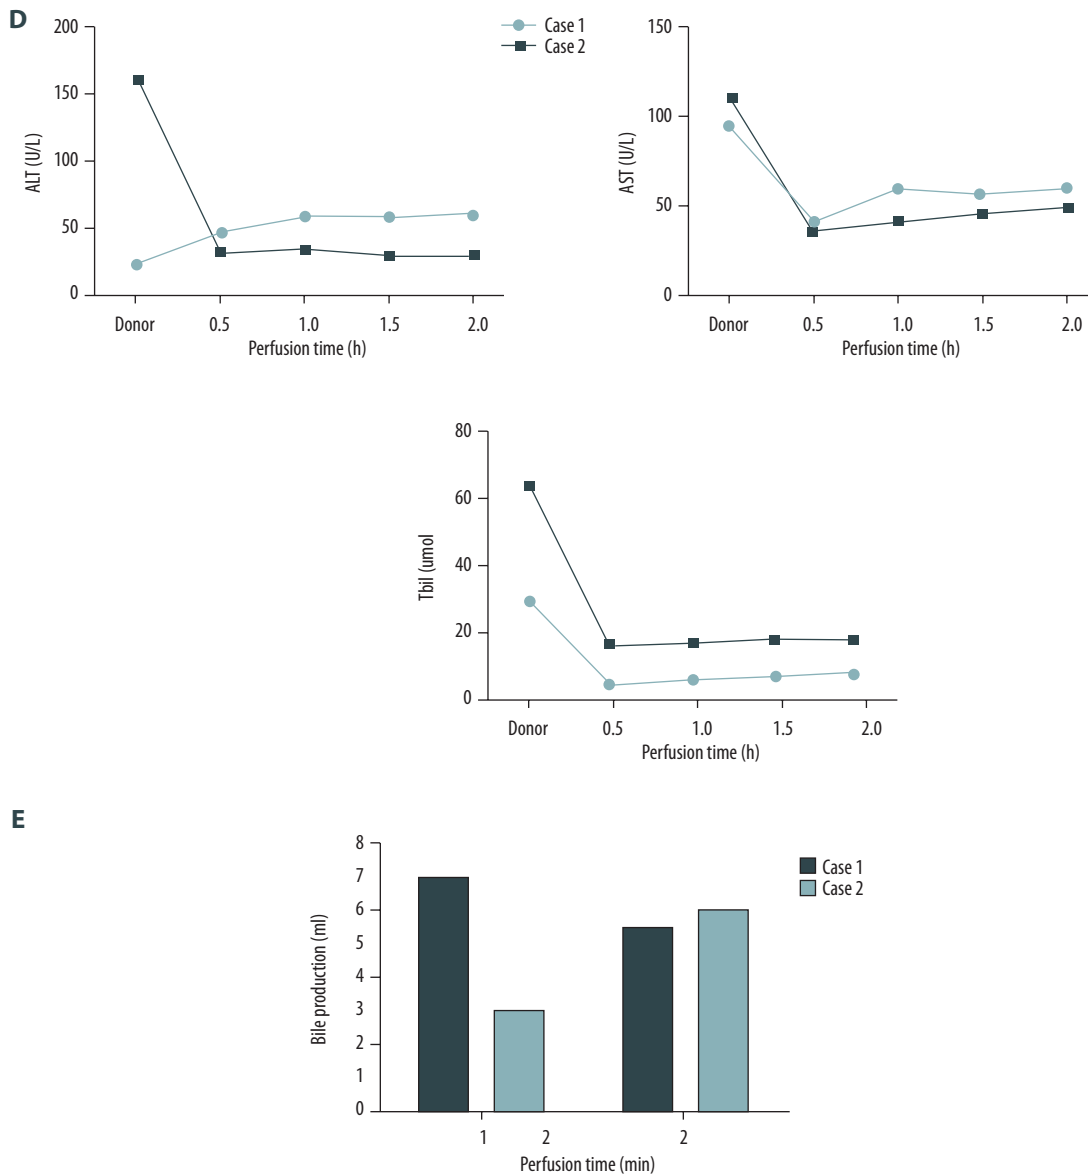 D
Case 1
Case 2
200
150
100
50
0
ALT (U/L)
Donor 0.5 1.0 1.5 2.0
Perfusion time (h)
150
100
50
0
AST (U/L)
Donor 0.5 1.0 1.5 2.0
Perfusion time (h)
80
60
40
20
0
Tbil (umol
Donor 0.5 1.0 1.5 2.0
Perfusion time (h)
E
8
7
6
5
4
3
2
1
0
Bile production (ml)
Case 1
Case 2
1 2 2
Perfusion time (min)